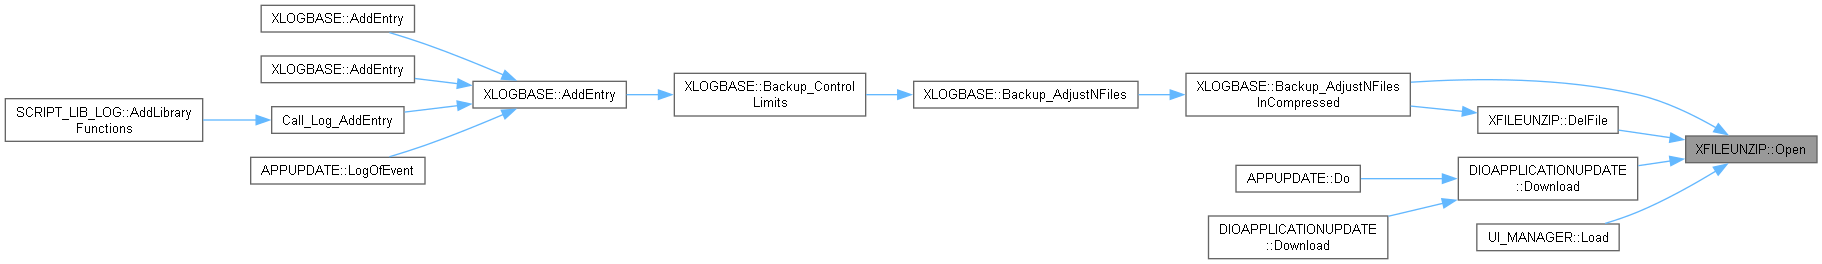 XLOGBASE::AddEntry
XLOGBASE::AddEntry
SCRIPT_LIB_LOG::AddLibrary
Functions
Call_Log_AddEntry
APPUPDATE::LogOfEvent
XLOGBASE::AddEntry
XLOGBASE::Backup_Control
Limits
XLOGBASE::Backup_AdjustNFiles
XLOGBASE::Backup_AdjustNFiles
InCompressed
XFILEUNZIP::DelFile
XFILEUNZIP::Open
APPUPDATE::Do
DIOAPPLICATIONUPDATE
::Download
DIOAPPLICATIONUPDATE
::Download
UI_MANAGER::Load